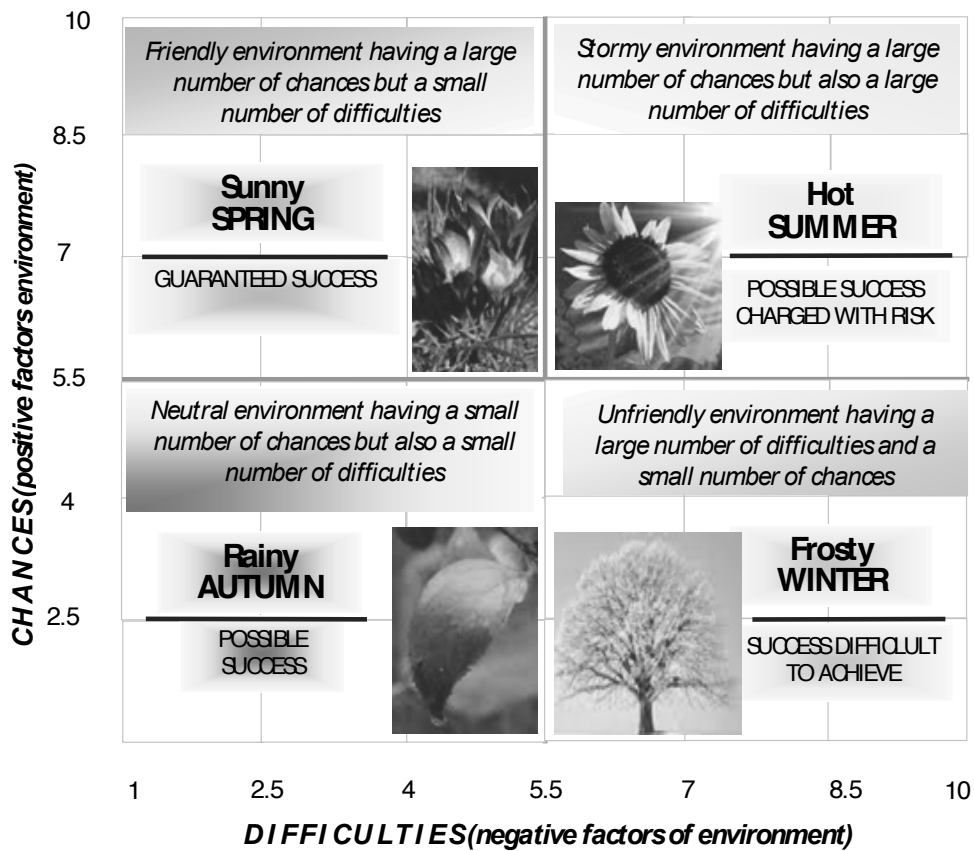 10
Friendly environment having a large
number of chances but a small
number of difficulties
Stormy environment having a large
number of chances but also a large
number of difficulties
8.5
Sunny
SPRING
Hot
SUMMER
7
GUARANTEED SUCCESS
POSSIBLE SUCCESS
CHARGED WITH RISK
5.5
Neutral environment having a small
number of chances but also a small
number of difficulties
Unfriendly environment having a
large number of difficulties and a
small number of chances
4
Rainy
AUTUMN
Frosty
WINTER
2.5
POSSIBLE
SUCCESS
SUCCESS DIFFICULT
TO ACHIEVE
CHANCES (positive factors environment)
1 2.5 4 5.5 7 8.5 10
DIFFICULTIES (negative factors of environment)